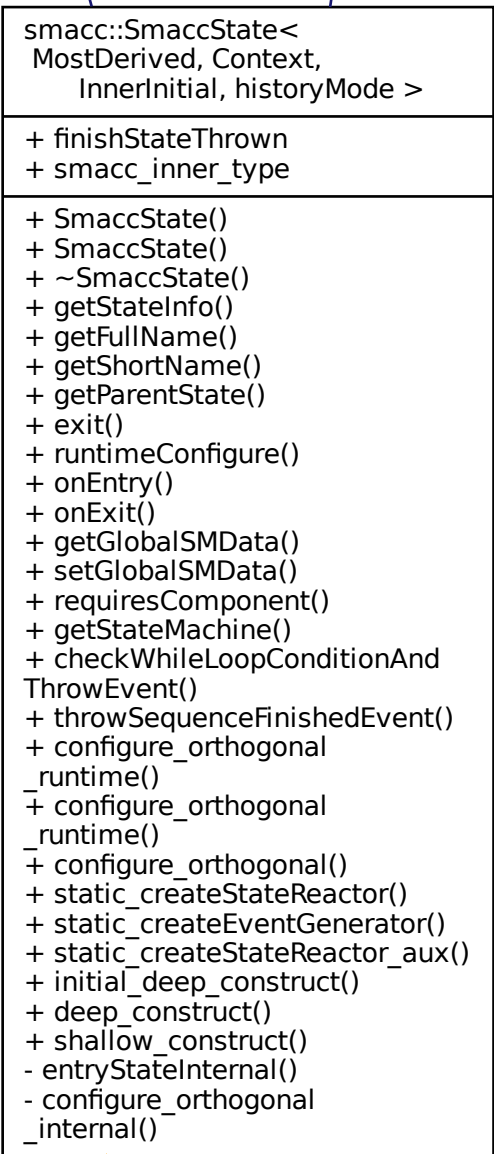 smacc::SmaccState<
MostDerived, Context,
InnerInitial, historyMode >
+ finishStateThrown
+ smacc_inner_type
+ SmaccState()
+ SmaccState()
+ ~SmaccState()
+ getStateInfo()
+ getFullName()
+ getShortName()
+ getParentState()
+ exit()
+ runtimeConfigure()
+ onEntry()
+ onExit()
+ getGlobalSMData()
+ setGlobalSMData()
+ requiresComponent()
+ getStateMachine()
+ checkWhileLoopConditionAnd
ThrowEvent()
+ throwSequenceFinishedEvent()
+ configure_orthogonal
_runtime()
+ configure_orthogonal
_runtime()
+ configure_orthogonal()
+ static_createStateReactor()
+ static_createEventGenerator()
+ static_createStateReactor_aux()
+ initial_deep_construct()
+ deep_construct()
+ shallow_construct()
- entryStateInternal()
- configure_orthogonal
_internal()